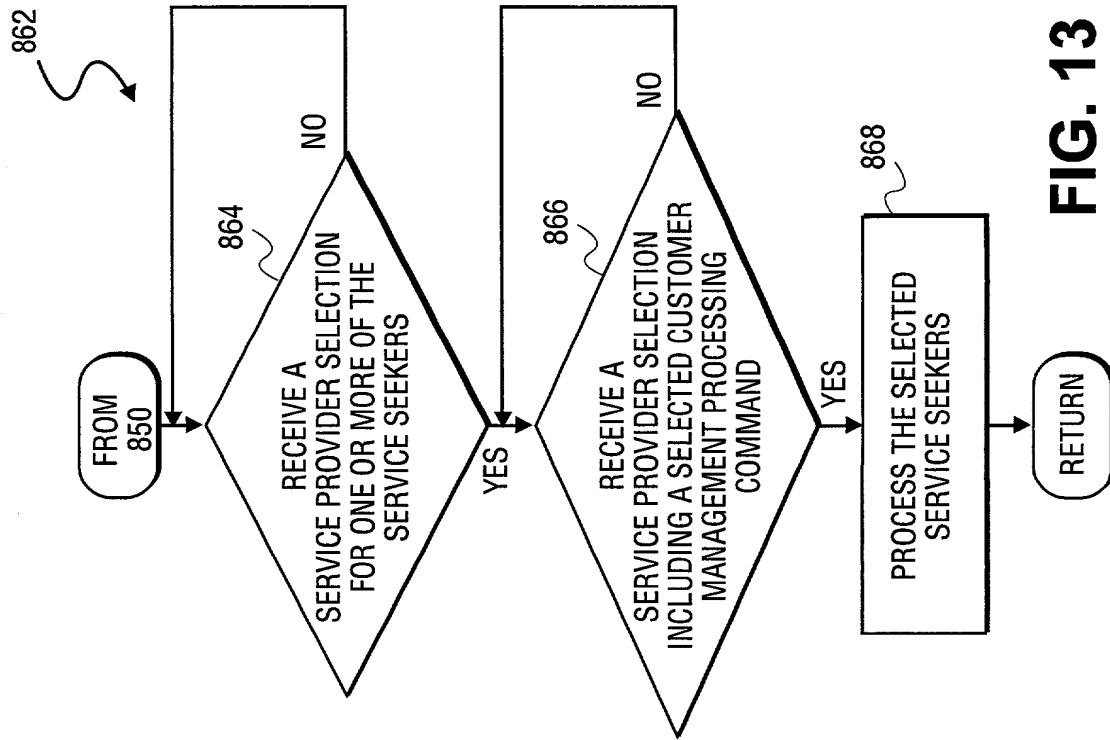 862
FROM
850
864
RECEIVE A
SERVICE PROVIDER SELECTION
FOR ONE OR MORE OF THE
SERVICE SEEKERS
NO
YES
866
RECEIVE A
SERVICE PROVIDER SELECTION
INCLUDING A SELECTED CUSTOMER
MANAGEMENT PROCESSING
COMMAND
NO
YES
868
PROCESS THE SELECTED
SERVICE SEEKERS
RETURN
FIG. 13